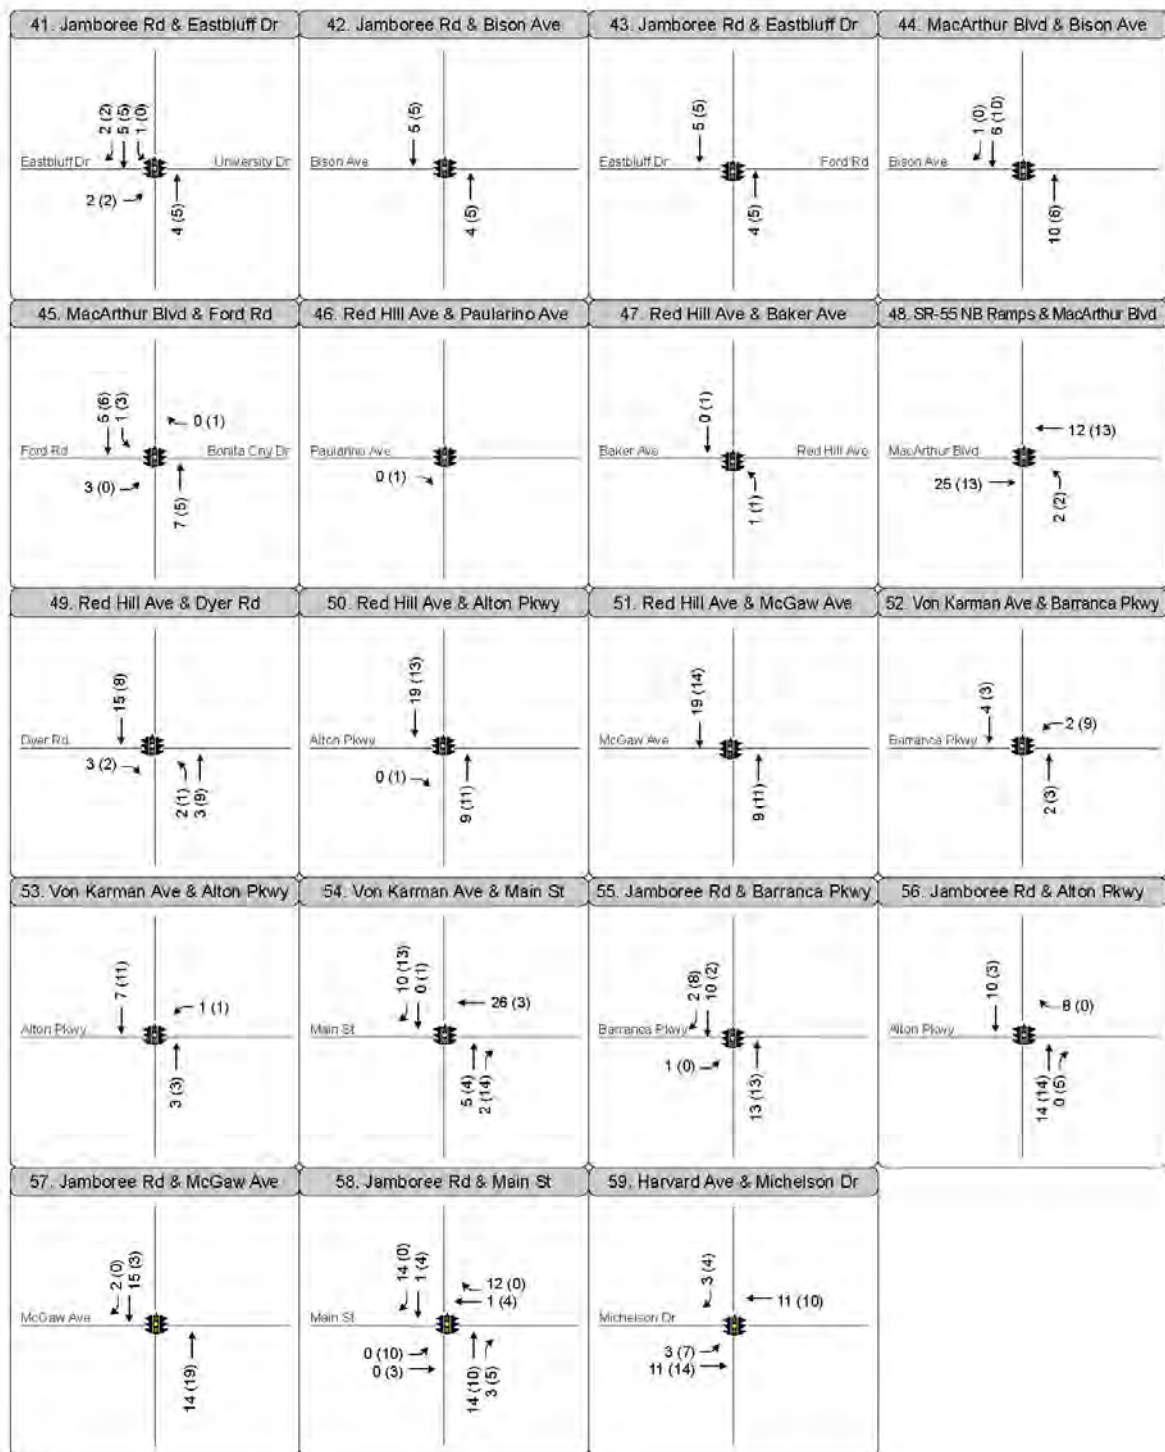 41. Jamboree Rd & Eastbluff Dr
2 (2)
5 (5)
1 (0)
Eastbluff Dr
University Dr
2 (2)
4 (5)
42. Jamboree Rd & Bison Ave
5 (5)
Bison Ave
4 (5)
43. Jamboree Rd & Eastbluff Dr
5 (5)
Eastbluff Dr
Ford Rd
4 (5)
44. MacArthur Blvd & Bison Ave
1 (0)
6 (10)
Bison Ave
10 (6)
45. MacArthur Blvd & Ford Rd
5 (6)
1 (3)
0 (1)
Ford Rd
Bonita Cny Dr
3 (0)
7 (5)
46. Red Hill Ave & Paularino Ave
Paularino Ave
0 (1)
47. Red Hill Ave & Baker Ave
0 (1)
Baker Ave
Red Hill Ave
1 (1)
48. SR-55 NB Ramps & MacArthur Blvd
12 (13)
MacArthur Blvd
25 (13)
2 (2)
49. Red Hill Ave & Dyer Rd
15 (8)
Dyer Rd
3 (2)
2 (1)
3 (9)
50. Red Hill Ave & Alton Pkwy
19 (13)
Alton Pkwy
0 (1)
9 (11)
51. Red Hill Ave & McGaw Ave
19 (14)
McGaw Ave
9 (11)
52. Von Karman Ave & Barranca Pkwy
4 (3)
2 (9)
Barranca Pkwy
2 (3)
53. Von Karman Ave & Alton Pkwy
7 (11)
1 (1)
Alton Pkwy
3 (3)
54. Von Karman Ave & Main St
10 (13)
0 (1)
26 (3)
Main St
5 (4)
2 (14)
55. Jamboree Rd & Barranca Pkwy
2 (8)
10 (2)
Barranca Pkwy
1 (0)
13 (13)
56. Jamboree Rd & Alton Pkwy
10 (3)
8 (0)
Alton Pkwy
14 (14)
0 (5)
57. Jamboree Rd & McGaw Ave
2 (0)
15 (3)
McGaw Ave
14 (19)
58. Jamboree Rd & Main St
14 (0)
1 (4)
12 (0)
1 (4)
Main St
0 (10)
0 (3)
14 (10)
3 (5)
59. Harvard Ave & Michelson Dr
3 (4)
11 (10)
Michelson Dr
3 (7)
11 (14)